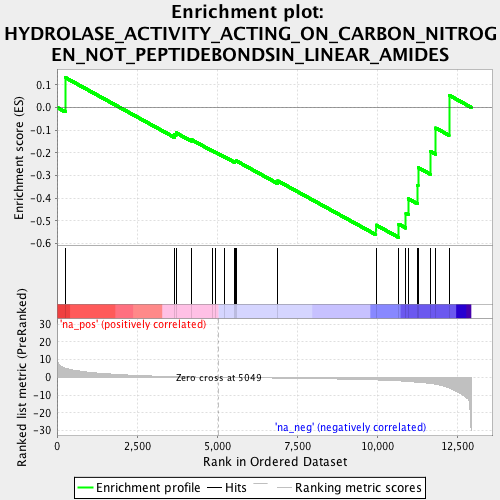 Enrichment plot:
HYDROLASE_ACTIVITY_ACTING_ON_CARBON_NITROG
EN_NOT_PEPTIDEBONDSIN_LINEAR_AMIDES
Enrichment score (ES)
0.1
0.0
-0.1
-0.2
-0.3
-0.4
-0.5
-0.6
'na_pos' (positively correlated)
Ranked list metric (PreRanked)
30
20
10
0
-10
-20
-30
Zero cross at 5049
'na_neg' (negatively correlated)
0
2,500
5,000
7,500
10,000
12,500
Rank in Ordered Dataset
Enrichment profile
Hits
Ranking metric scores